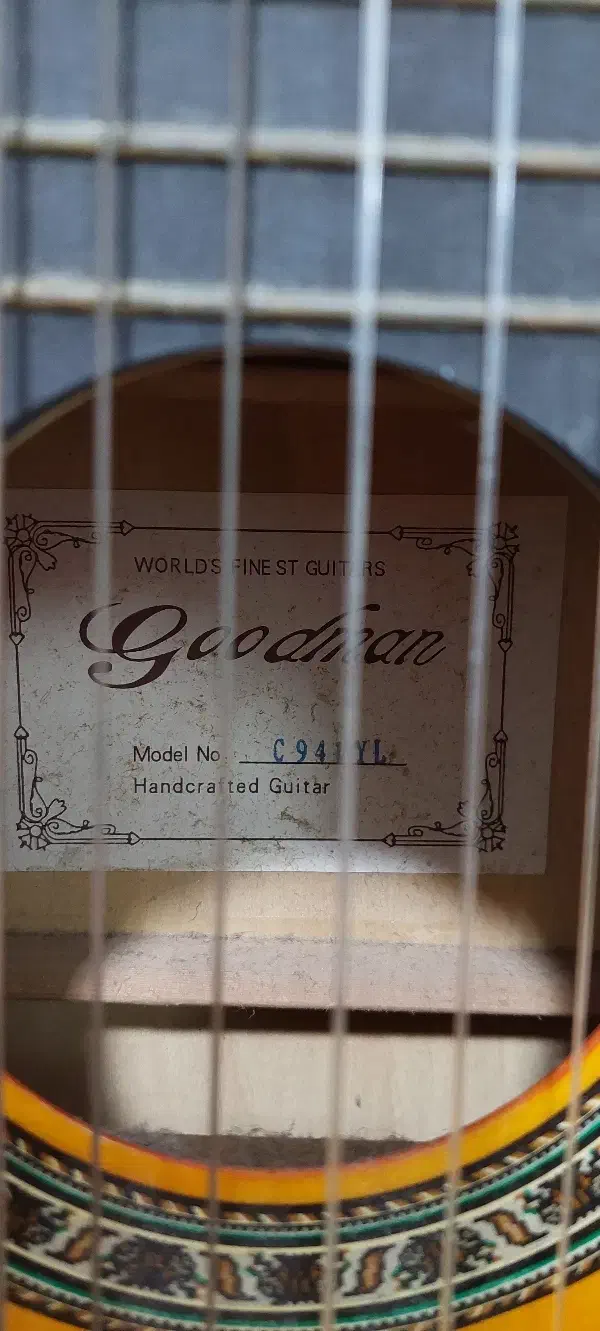 WORLD'S FINEST GUITARS
Goodman
Model No
Handcrafted Guitar